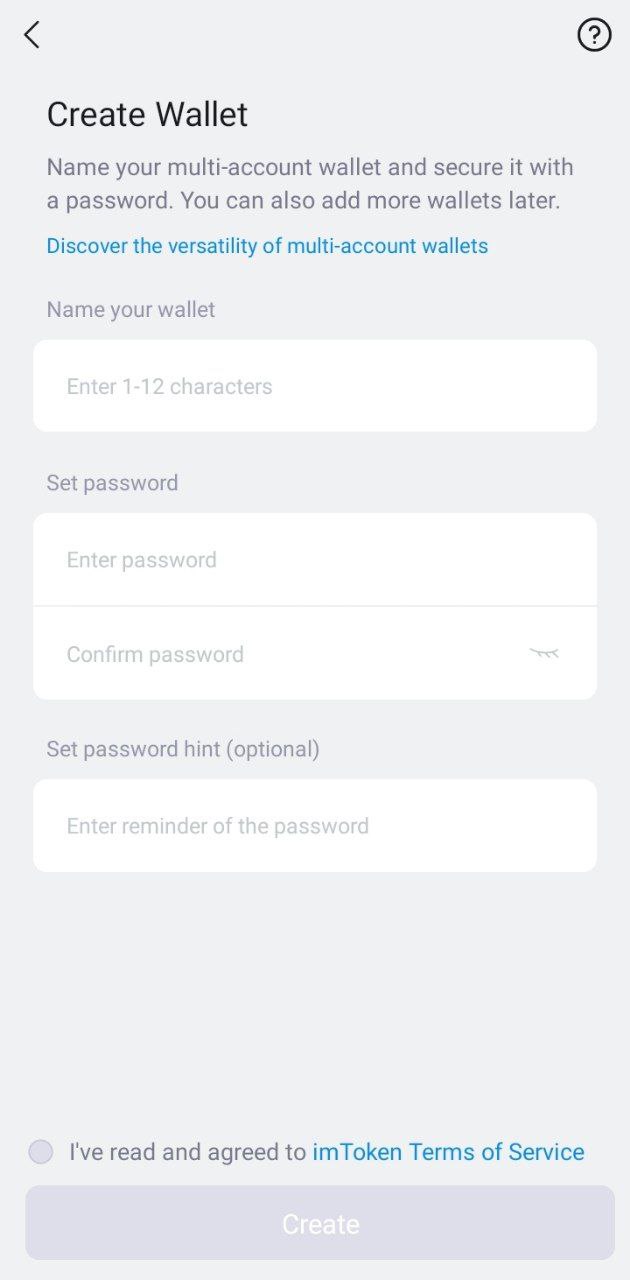 ?
Create Wallet
Name your multi-account wallet and secure it with
a password. You can also add more wallets later.
Discover the versatility of multi-account wallets
Name your wallet
Enter 1-12 characters
Set password
Enter password
Confirm password
Set password hint (optional)
Enter reminder of the password
I've read and agreed to imToken Terms of Service
Create